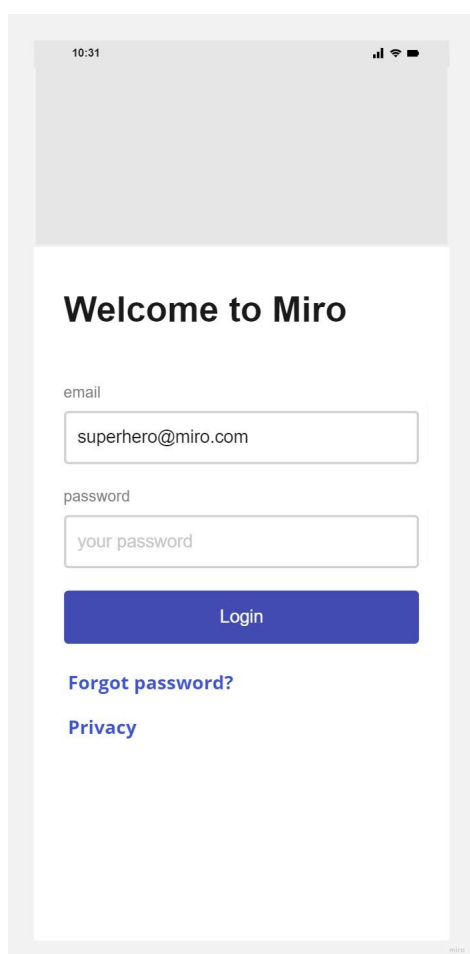 10:31
Welcome to Miro
email
superhero@miro.com
password
your password
Login
Forgot password?
Privacy
miro